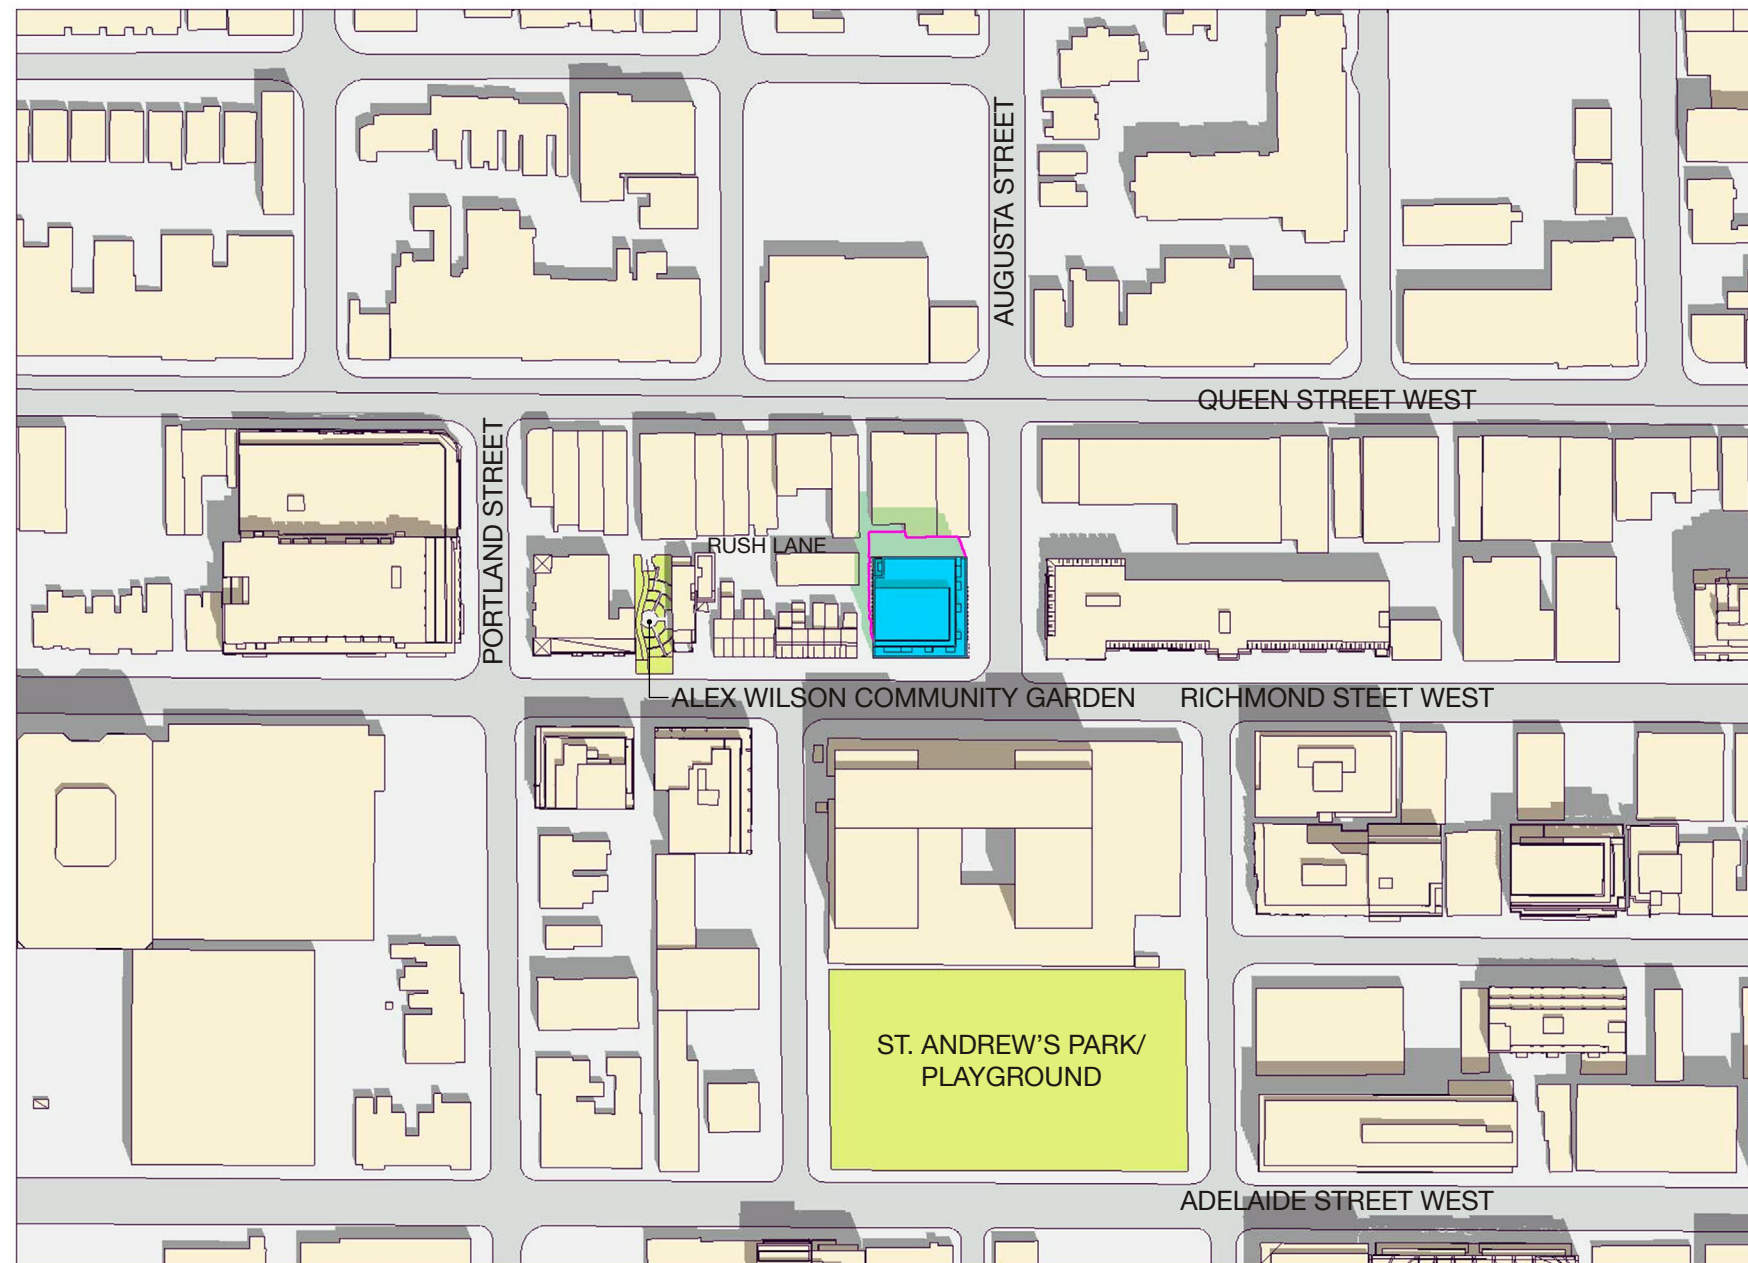 AUGUSTA STREET
QUEEN STREET WEST
PORTLAND STREET
RUSH LANE
ALEX WILSON COMMUNITY GARDEN
RICHMOND STEET WEST
ST. ANDREW'S PARK/
PLAYGROUND
ADELAIDE STREET WEST